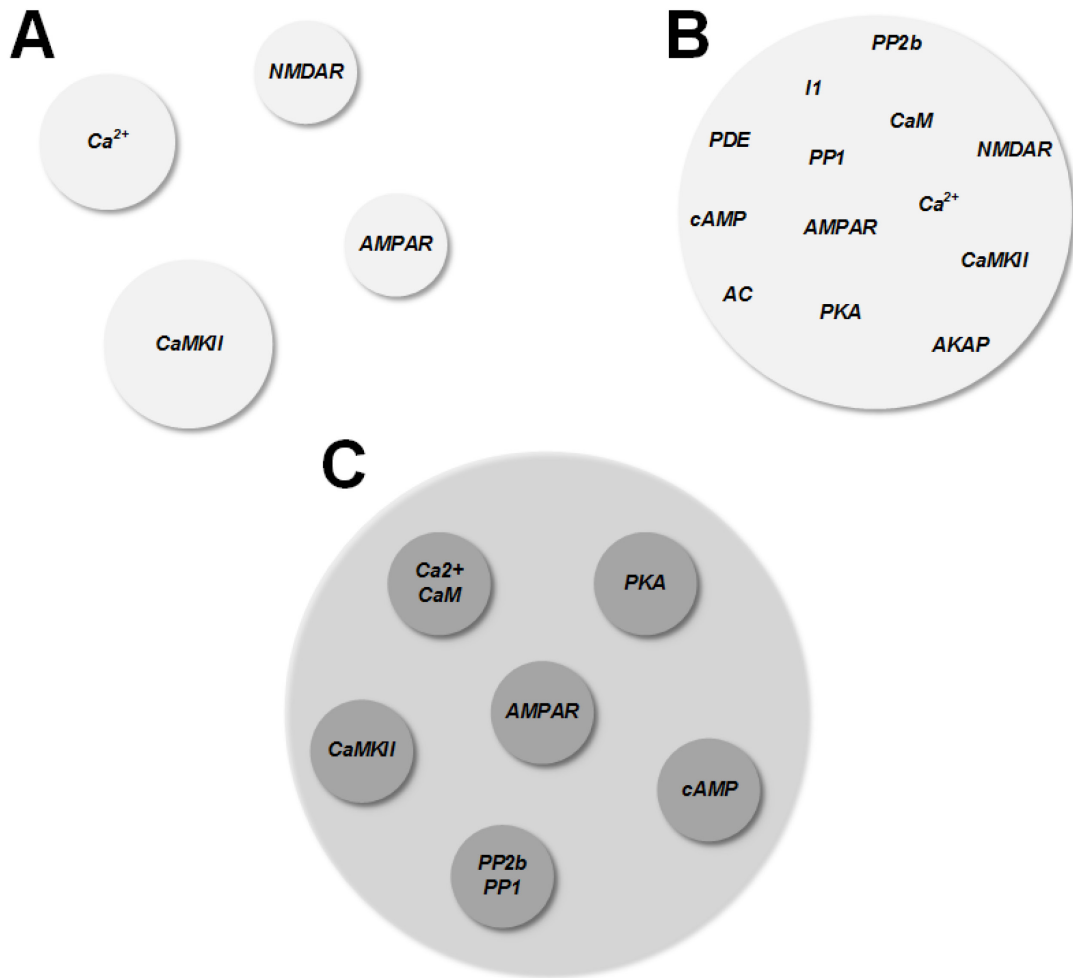 A
NMDAR
Ca²⁺
AMPAR
CaMKII
B
PP2b
I1
CaM
PDE
PP1
NMDAR
cAMP
AMPAR
Ca²⁺
CaMKII
AC
PKA
AKAP
C
Ca2+
CaM
PKA
AMPAR
CaMKII
cAMP
PP2b
PP1